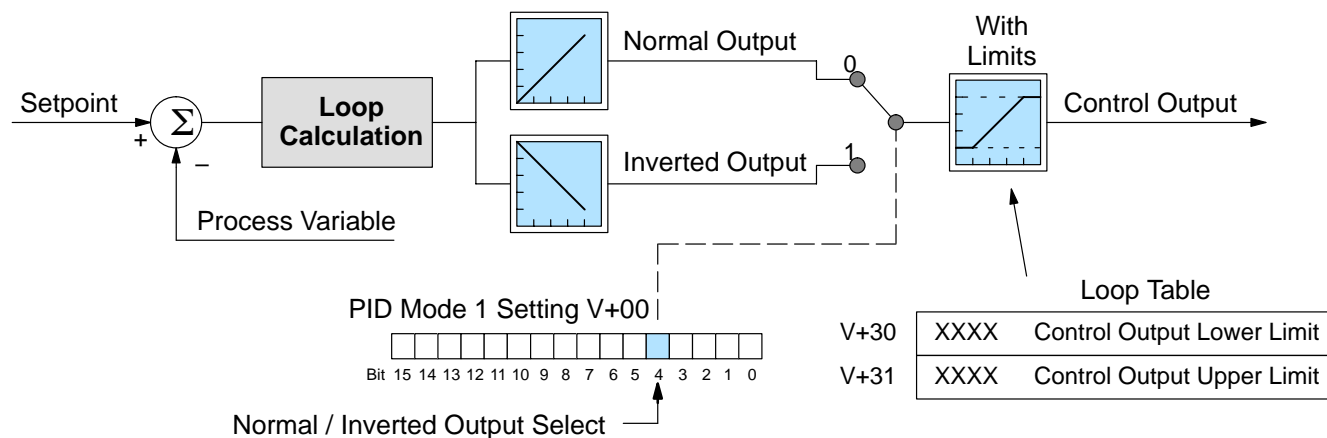 With
Limits
Normal Output
0
Setpoint
+
Σ
−
Loop
Calculation
Control Output
Inverted Output
1
Process Variable
PID Mode 1 Setting V+00
Bit 15 14 13 12 11 10 9 8 7 6 5 4 3 2 1 0
Normal / Inverted Output Select
Loop Table
V+30 XXXX Control Output Lower Limit
V+31 XXXX Control Output Upper Limit